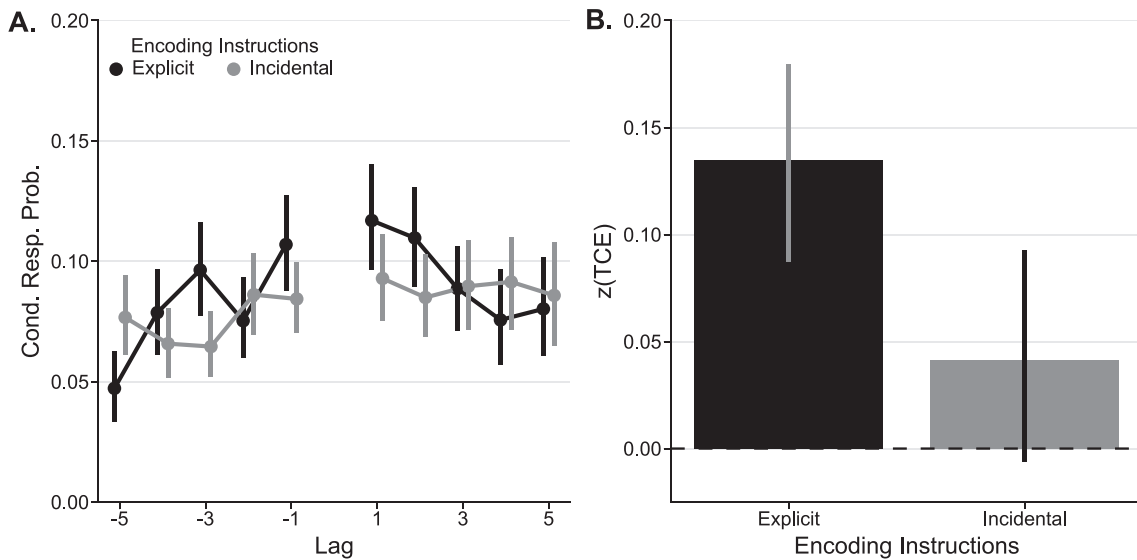 A.
Encoding Instructions
Explicit Incidental
Cond. Resp. Prob.
0.20
0.15
0.10
0.05
0.00
-5 -3 -1 1 3 5
Lag
B.
z(TCE)
0.20
0.15
0.10
0.05
0.00
Explicit Incidental
Encoding Instructions